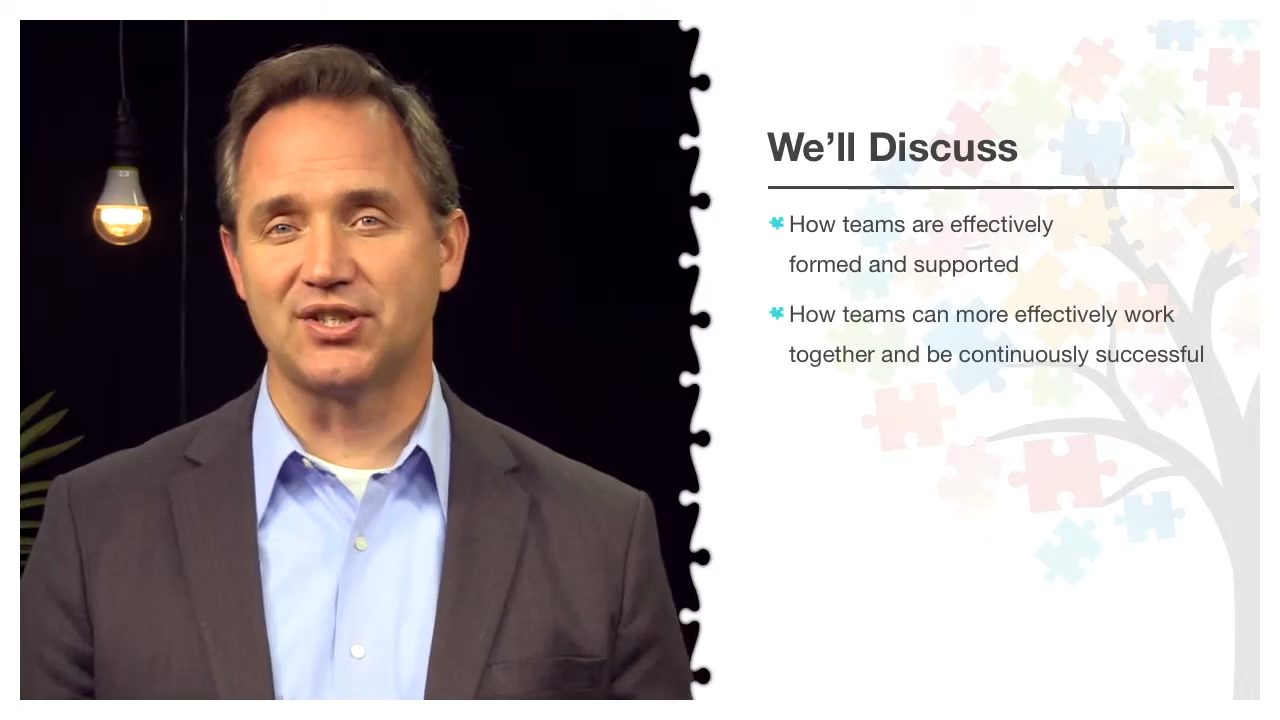 We’ll Discuss
How teams are effectively
formed and supported
How teams can more effectively work
together and be continuously successful